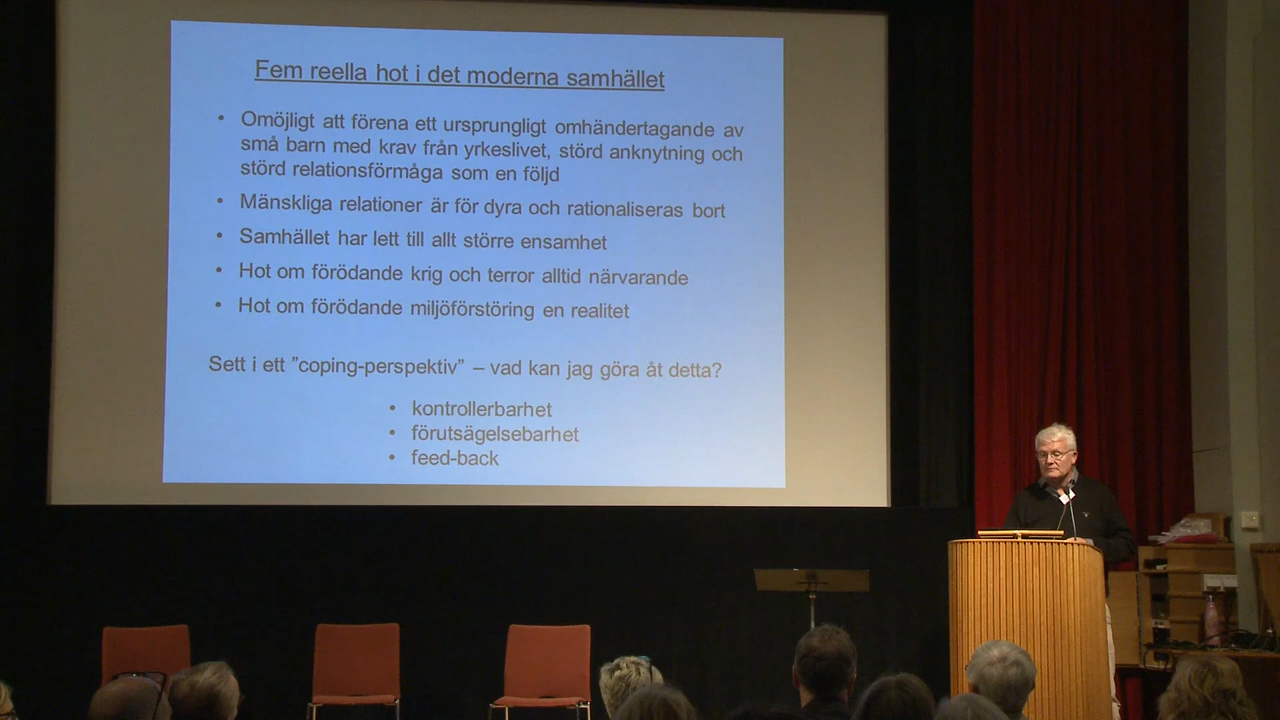 Fem reella hot i det moderna samhället
• Omöjligt att förena ett ursprungligt omhändertagande av
små barn med krav från yrkeslivet, störd anknytning och
störd relationsförmåga som en följd
• Mänskliga relationer är för dyra och rationaliseras bort
• Samhället har lett till allt större ensamhet
• Hot om förödande krig och terror alltid närvarande
• Hot om förödande miljöförstöring en realitet
Sett i ett ”coping-perspektiv” – vad kan jag göra åt detta?
• kontrollerbarhet
• förutsägelsebarhet
• feed-back